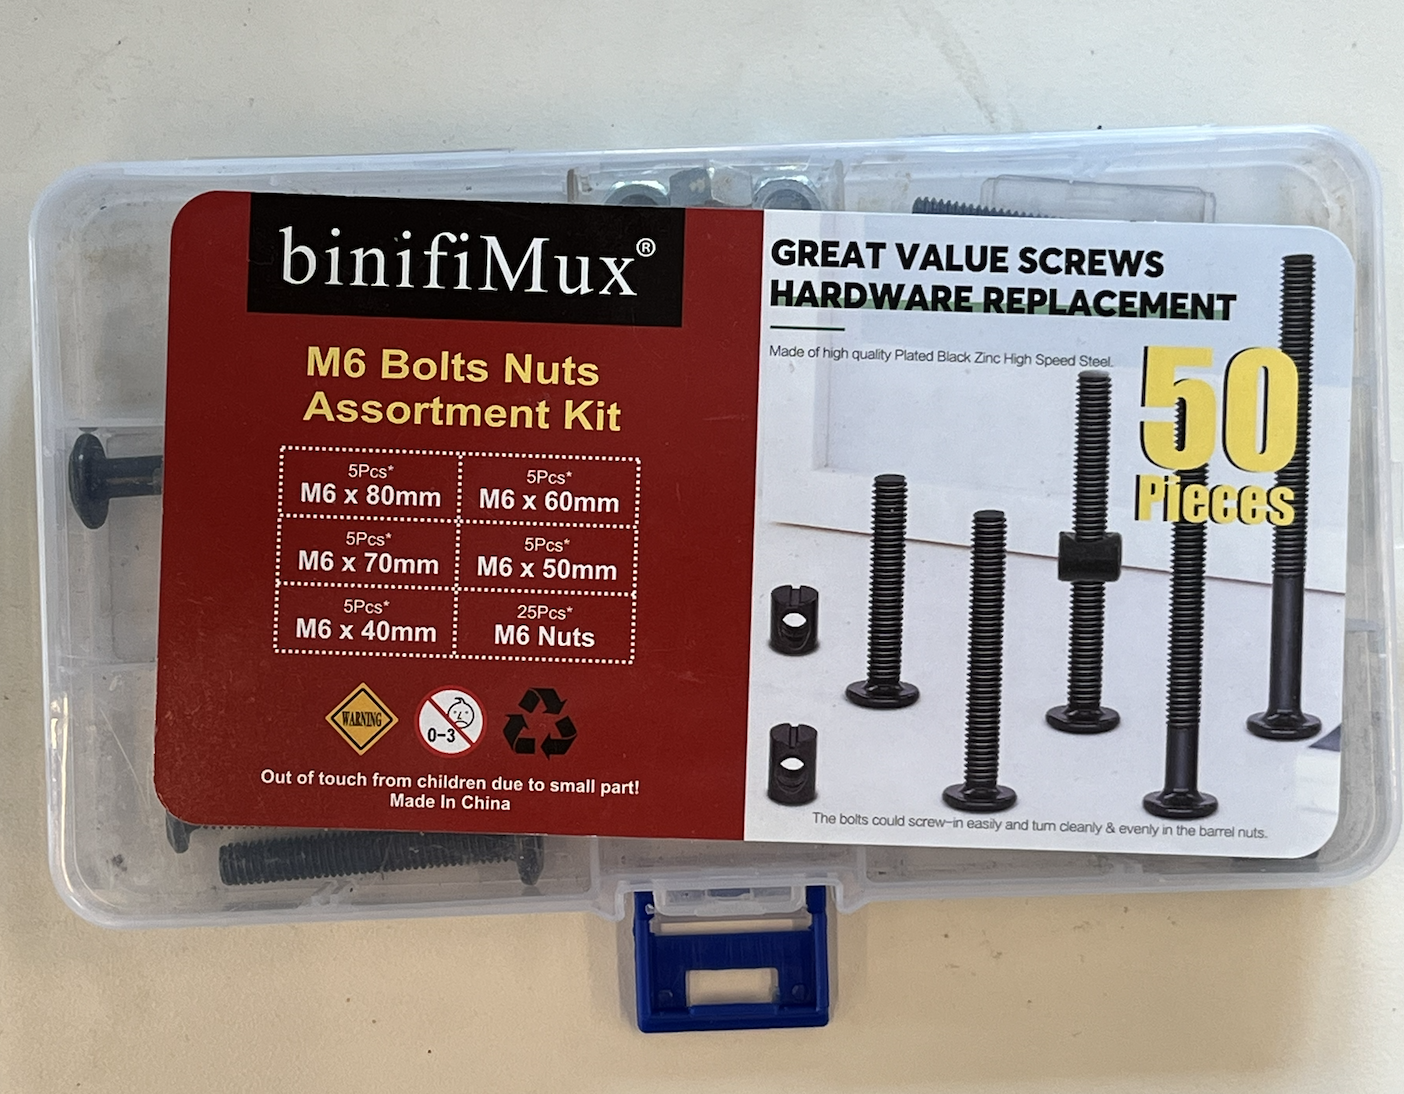 binifiMux®
M6 Bolts Nuts
Assortment Kit
5Pcs*
M6 x 80mm
5Pcs*
M6 x 60mm
5Pcs*
M6 x 70mm
5Pcs*
M6 x 50mm
5Pcs*
M6 x 40mm
25Pcs*
M6 Nuts
WARNING
0-3
Out of touch from children due to small part!
Made In China
GREAT VALUE SCREWS
HARDWARE REPLACEMENT
Made of high quality Plated Black Zinc High Speed Steel.
50
Pieces
The bolts could screw-in easily and turn cleanly & evenly in the barrel nuts.